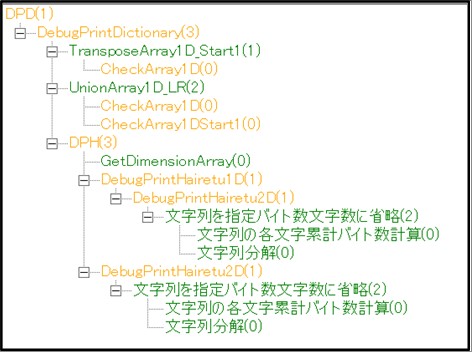 DPD(1)
DebugPrintDictionary(3)
TransposeArray1D_Start1(1)
CheckArray1D(0)
UnionArray1D_LR(2)
CheckArray1D(0)
CheckArray1DStart1(0)
DPH(3)
GetDimensionArray(0)
DebugPrintHairetu1D(1)
DebugPrintHairetu2D(1)
文字列を指定バイト数文字数に省略(2)
文字列の各文字累計バイト数計算(0)
文字列分解(0)
DebugPrintHairetu2D(1)
文字列を指定バイト数文字数に省略(2)
文字列の各文字累計バイト数計算(0)
文字列分解(0)